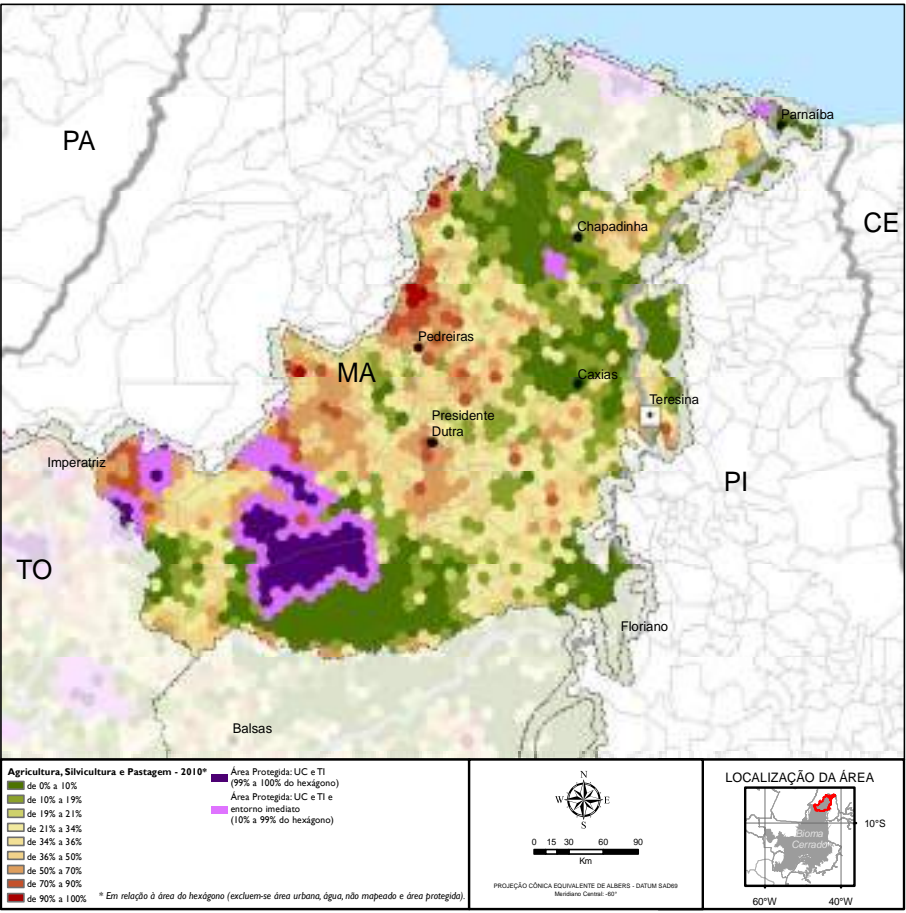 PA
Parnaíba
CE
Chapadinha
Pedreiras
MA
Caxias
Teresina
*
Presidente
Dutra
Imperatriz
PI
TO
Floriano
Balsas
Agricultura, Silvicultura e Pastagem - 2010*
de 0% a 10%
de 10% a 19%
de 19% a 21%
de 21% a 34%
de 34% a 36%
de 36% a 50%
de 50% a 70%
de 70% a 90%
de 90% a 100%
Área Protegida: UC e TI
(99% a 100% do hexágono)
Área Protegida: UC e TI e
entorno imediato
(10% a 99% do hexágono)
* Em relação à área do hexágono (excluem-se área urbana, água, não mapeado e área protegida).
N
W E
S
0 15 30 60 90
Km
PROJEÇÃO CÔNICA EQUIVALENTE DE ALBERS - DATUM SAD69
Meridiano Central: -60°
LOCALIZAÇÃO DA ÁREA
10°S
Bioma
Cerrado
60°W 40°W